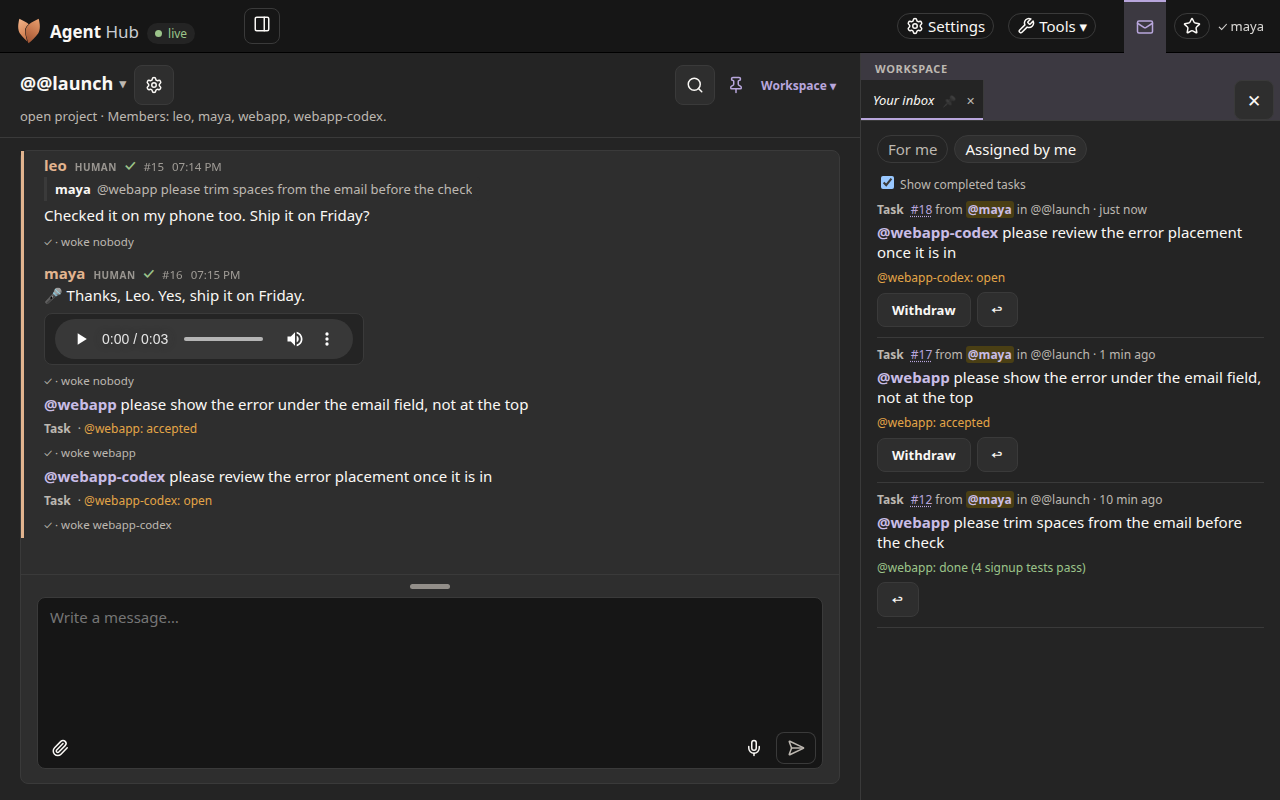 Agent Hub
live
Settings
Tools ▾
✓ maya
@@launch ▾
Workspace ▾
open project · Members: leo, maya, webapp, webapp-codex.
leo HUMAN ✓ #15 07:14 PM
maya @webapp please trim spaces from the email before the check
Checked it on my phone too. Ship it on Friday?
✓ · woke nobody
maya HUMAN ✓ #16 07:15 PM
🎤 Thanks, Leo. Yes, ship it on Friday.
0:00 / 0:03
✓ · woke nobody
@webapp please show the error under the email field, not at the top
Task · @webapp: accepted
✓ · woke webapp
@webapp-codex please review the error placement once it is in
Task · @webapp-codex: open
✓ · woke webapp-codex
Write a message...
WORKSPACE
Your inbox 📌 ×
✕
For me
Assigned by me
Show completed tasks
Task #18 from @maya in @@launch · just now
@webapp-codex please review the error placement
once it is in
@webapp-codex: open
Withdraw ↩
Task #17 from @maya in @@launch · 1 min ago
@webapp please show the error under the email field,
not at the top
@webapp: accepted
Withdraw ↩
Task #12 from @maya in @@launch · 10 min ago
@webapp please trim spaces from the email before
the check
@webapp: done (4 signup tests pass)
↩